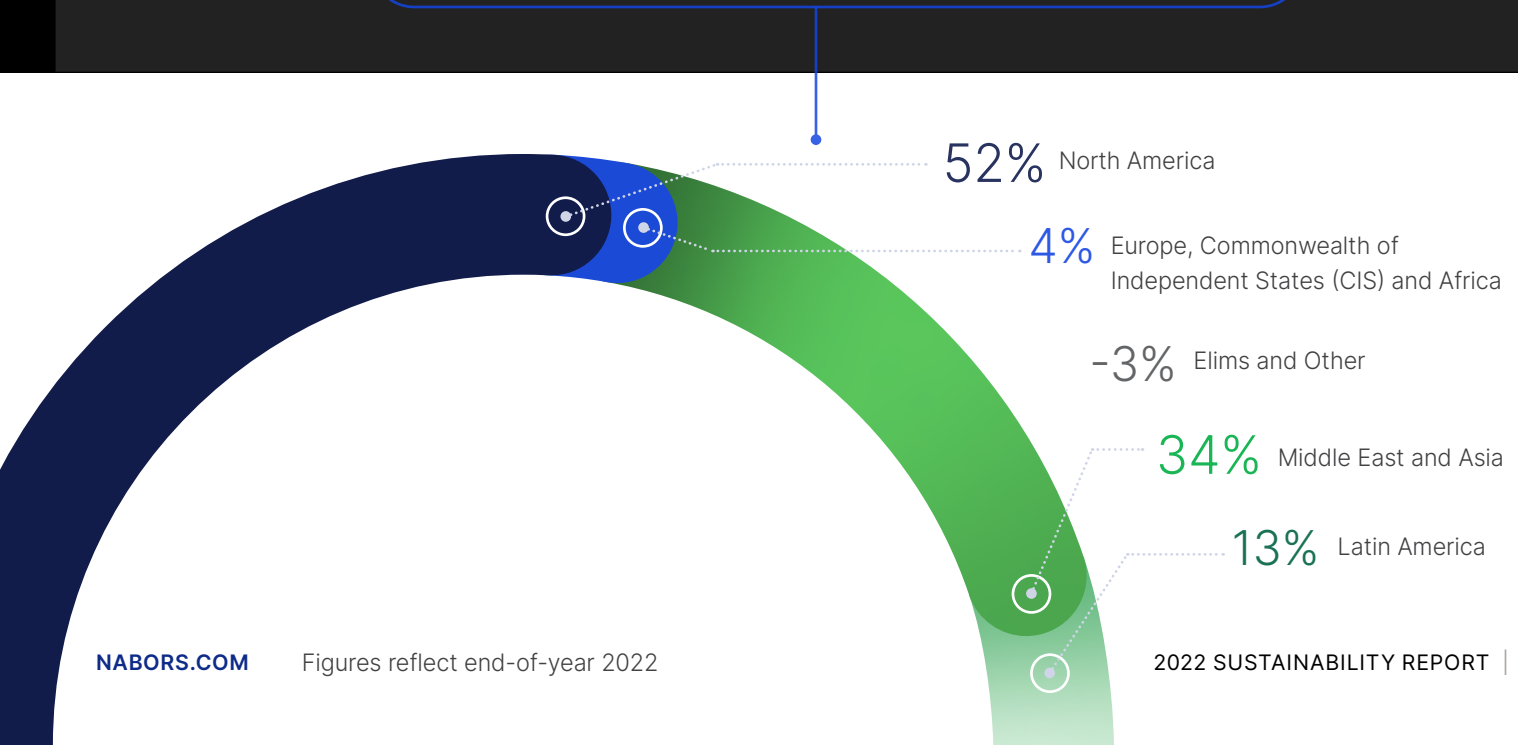 52% North America
4% Europe, Commonwealth of
Independent States (CIS) and Africa
-3% Elims and Other
34% Middle East and Asia
13% Latin America
NABORS.COM Figures reflect end-of-year 2022 2022 SUSTAINABILITY REPORT |